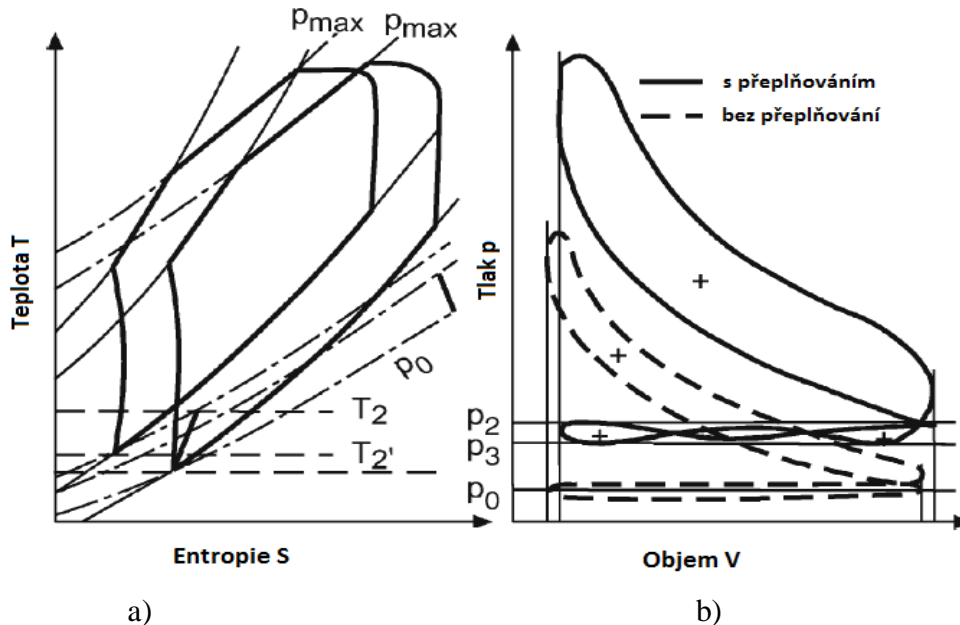 pmax
pmax
Teplota T
p0
T2
T2'
Entropie S
a)
s přeplňováním
bez přeplňování
Tlak p
+
+
+
+
p2
p3
p0
Objem V
b)